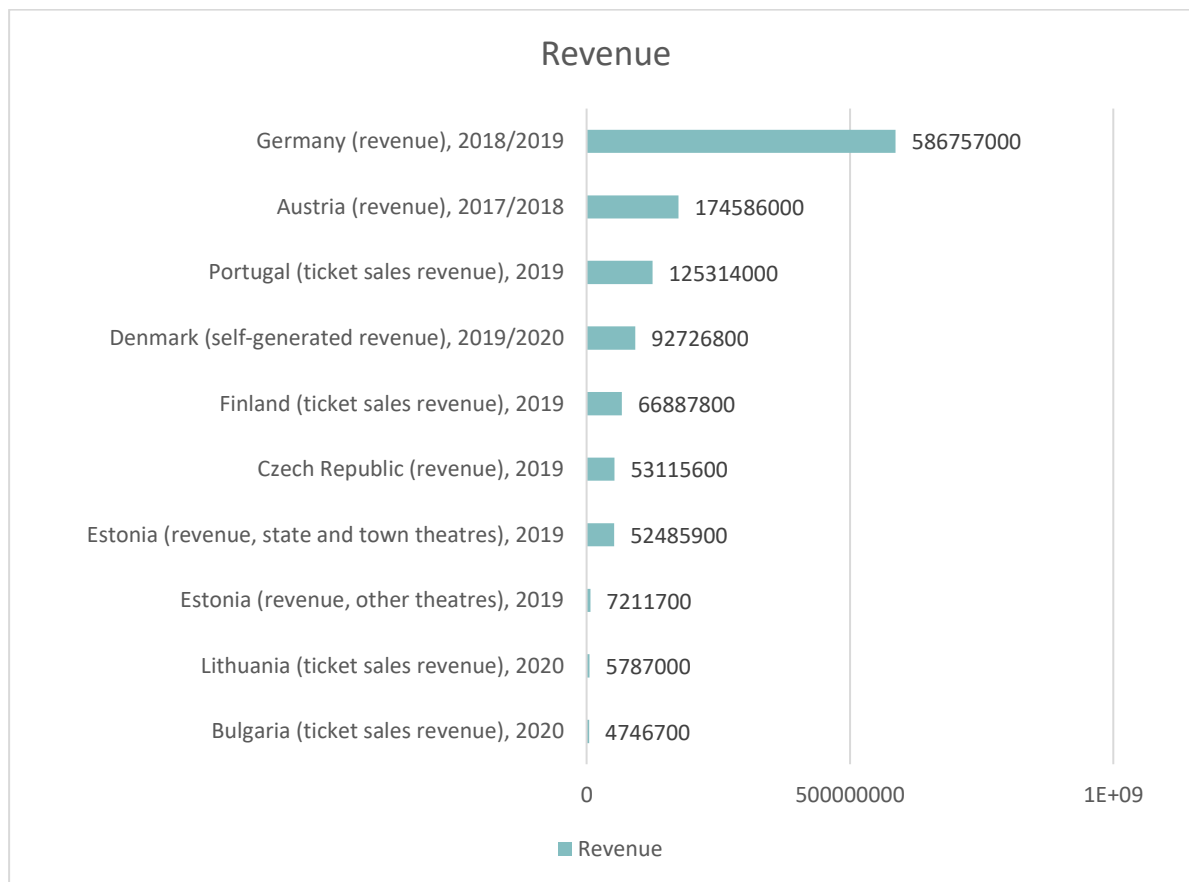 Revenue
Germany (revenue), 2018/2019 586757000
Austria (revenue), 2017/2018 174586000
Portugal (ticket sales revenue), 2019 125314000
Denmark (self-generated revenue), 2019/2020 92726800
Finland (ticket sales revenue), 2019 66887800
Czech Republic (revenue), 2019 53115600
Estonia (revenue, state and town theatres), 2019 52485900
Estonia (revenue, other theatres), 2019 7211700
Lithuania (ticket sales revenue), 2020 5787000
Bulgaria (ticket sales revenue), 2020 4746700
0 500000000 1E+09
Revenue